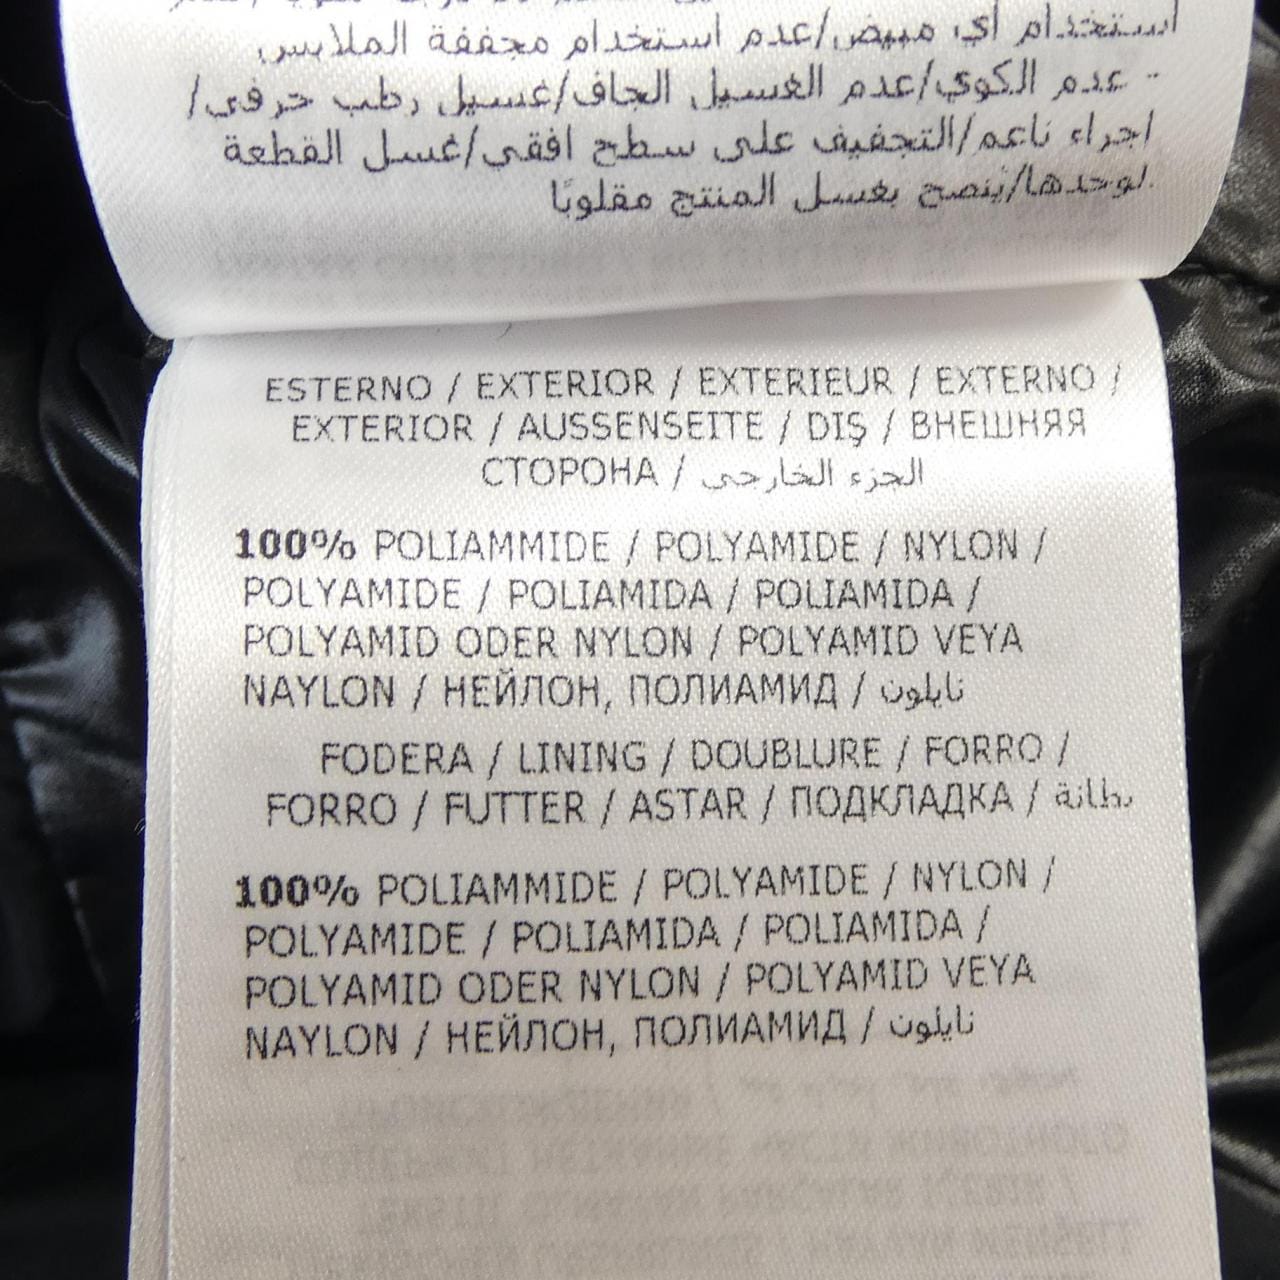 استخدام أي مبيض/عدم استخدام مجففة الملابس
عدم الكوي/عدم الغسيل الجاف/غسيل رطب حرفي/
اجراء ناعم/التجفيف على سطح افقي/غسل القطعة
لوحدها/ينصح بغسل المنتج مقلوبًا
ESTERNO / EXTERIOR / EXTERIEUR / EXTERNO /
EXTERIOR / AUSSENSEITE / DIŞ / ВНЕШНЯЯ
СТОРОНА / الجزء الخارجي
100% POLIAMMIDE / POLYAMIDE / NYLON /
POLYAMIDE / POLIAMIDA / POLIAMIDA /
POLYAMID ODER NYLON / POLYAMID VEYA
NAYLON / НЕЙЛОН, ПОЛИАМИД / نايلون
FODERA / LINING / DOUBLURE / FORRO /
FORRO / FUTTER / ASTAR / ПОДКЛАДКА / بطانة
100% POLIAMMIDE / POLYAMIDE / NYLON /
POLYAMIDE / POLIAMIDA / POLIAMIDA /
POLYAMID ODER NYLON / POLYAMID VEYA
NAYLON / НЕЙЛОН, ПОЛИАМИД / نايلون